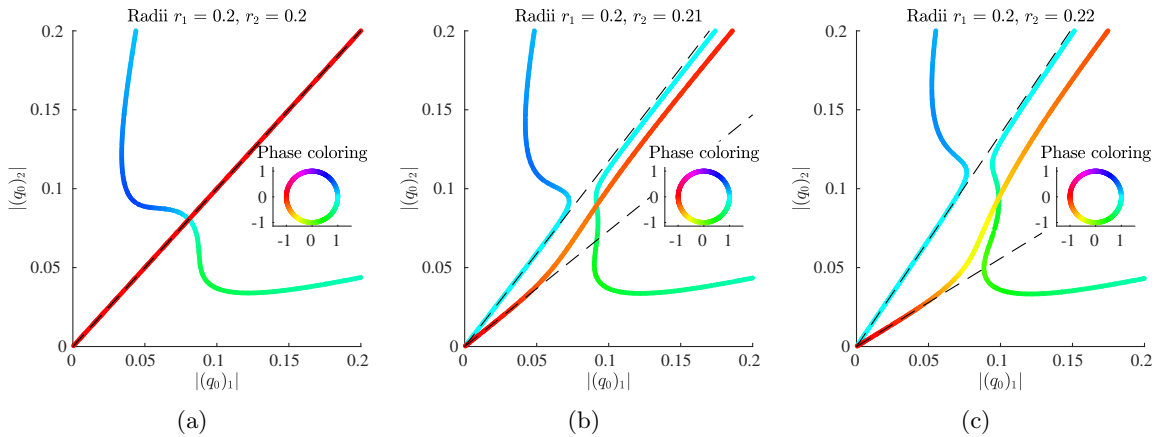 Radii r₁ = 0.2, r₂ = 0.2
0.2
0.15
0.1
0.05
0
|(q₀)₂|
Phase coloring
1
0
-1
-1 0 1
0 0.05 0.1 0.15 0.2
|(q₀)₁|
(a)
Radii r₁ = 0.2, r₂ = 0.21
0.2
0.15
0.1
0.05
0
|(q₀)₂|
Phase coloring
1
0
-1
-1 0 1
0 0.05 0.1 0.15 0.2
|(q₀)₁|
(b)
Radii r₁ = 0.2, r₂ = 0.22
0.2
0.15
0.1
0.05
0
|(q₀)₂|
Phase coloring
1
0
-1
-1 0 1
0 0.05 0.1 0.15 0.2
|(q₀)₁|
(c)